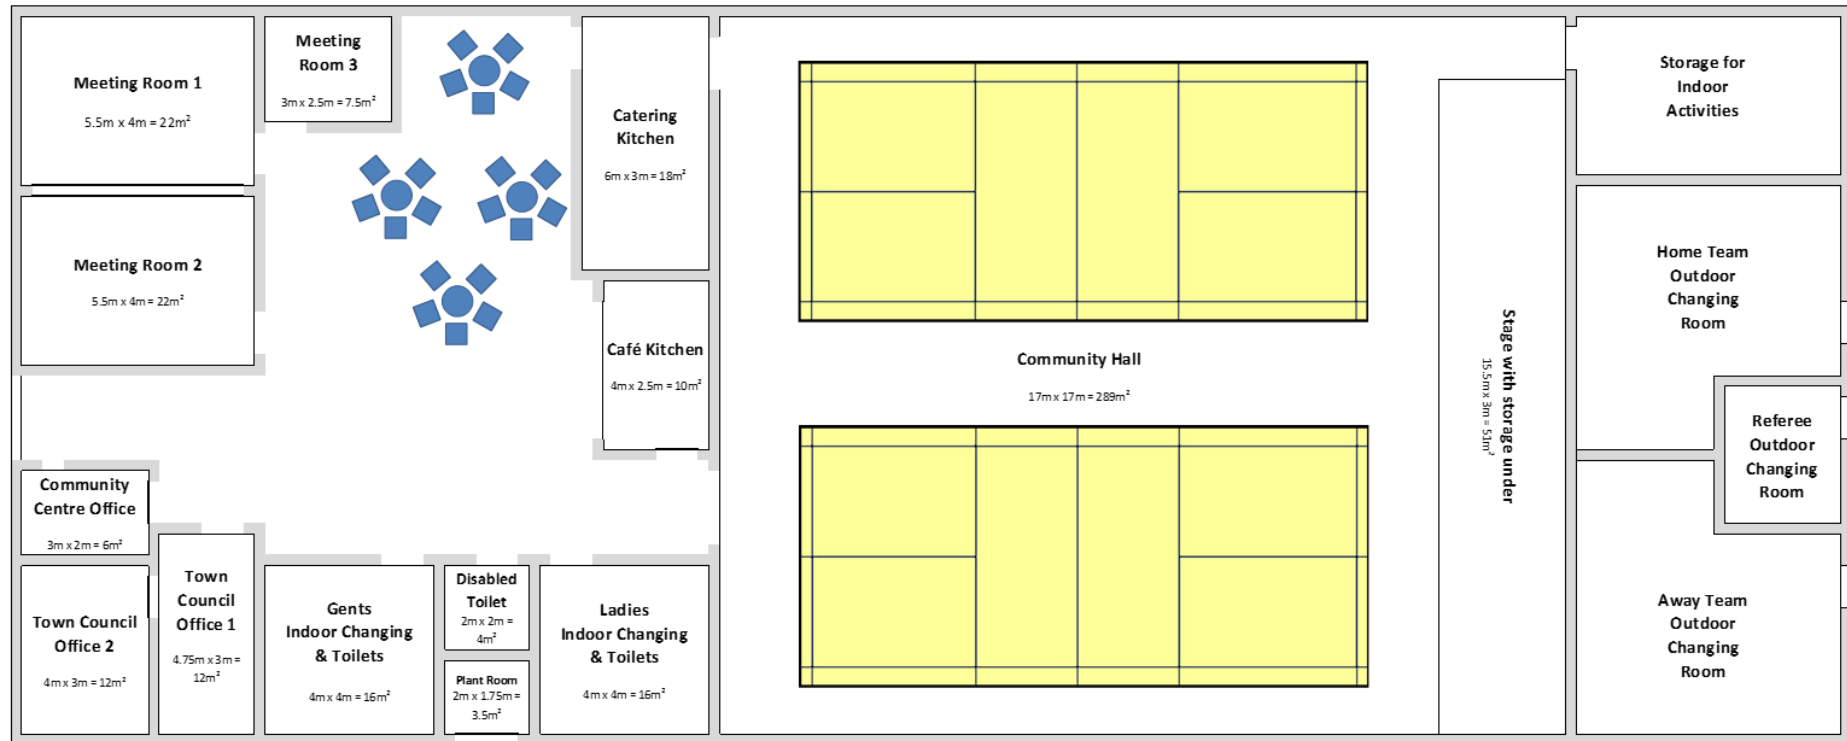 Meeting Room 1
5.5m x 4m = 22m²
Meeting
Room 3
3m x 2.5m = 7.5m²
Catering
Kitchen
6m x 3m = 18m²
Storage for
Indoor
Activities
Meeting Room 2
5.5m x 4m = 22m²
Home Team
Outdoor
Changing
Room
Café Kitchen
4m x 2.5m = 10m²
Community Hall
17m x 17m = 289m²
Stage with storage under
15.5m x 3m = 51m²
Referee
Outdoor
Changing
Room
Community
Centre Office
3m x 2m = 6m²
Town Council
Office 2
4m x 3m = 12m²
Town
Council
Office 1
4.75m x 3m =
12m²
Gents
Indoor Changing
& Toilets
4m x 4m = 16m²
Disabled
Toilet
2m x 2m =
4m²
Plant Room
2m x 1.75m =
3.5m²
Ladies
Indoor Changing
& Toilets
4m x 4m = 16m²
Away Team
Outdoor
Changing
Room